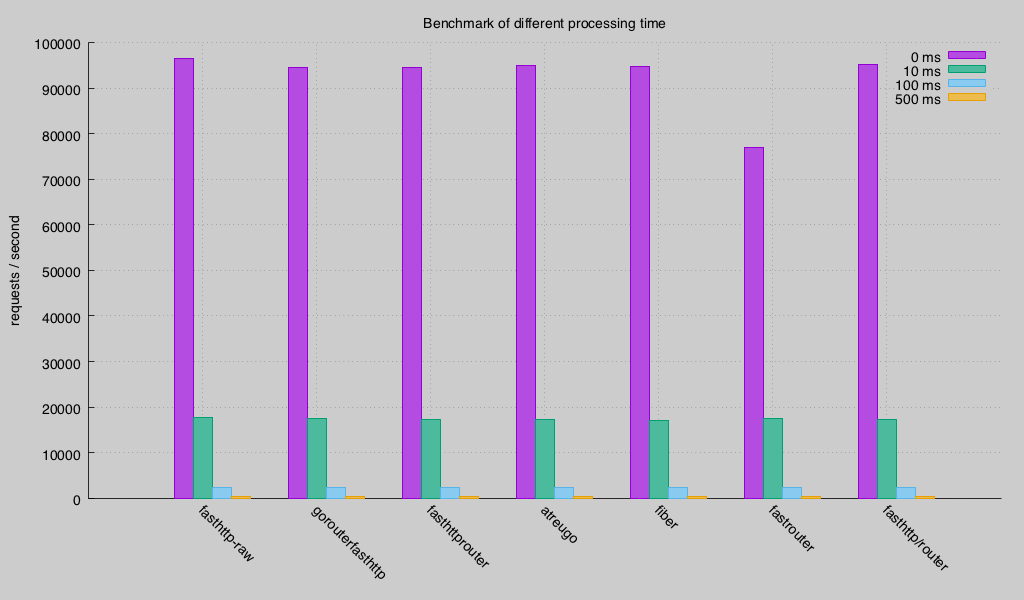 Benchmark of different processing time
requests / second
100000
90000
80000
70000
60000
50000
40000
30000
20000
10000
0
0 ms
10 ms
100 ms
500 ms
fasthttp-raw
gorouterfasthttp
fasthttprouter
atreugo
fiber
fastrouter
fasthttp/router